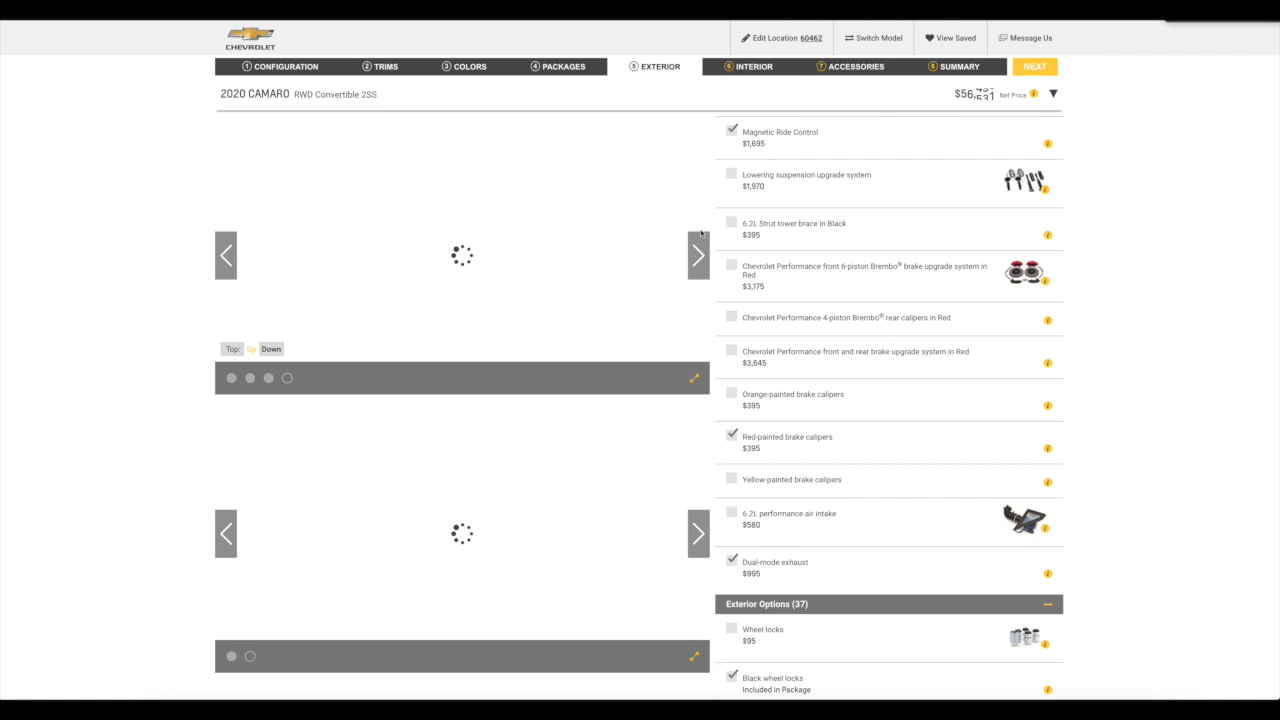 CHEVROLET
Edit Location 60462
Switch Model
View Saved
Message Us
1 CONFIGURATION
2 TRIMS
3 COLORS
4 PACKAGES
5 EXTERIOR
6 INTERIOR
7 ACCESSORIES
8 SUMMARY
NEXT
2020 CAMARO RWD Convertible 2SS
Net Price
Magnetic Ride Control
$1,695
Lowering suspension upgrade system
$1,970
6.2L Strut tower brace in Black
$395
Chevrolet Performance front 6-piston Brembo® brake upgrade system in
Red
$3,175
Chevrolet Performance 4-piston Brembo® rear calipers in Red
Top: Up Down
Chevrolet Performance front and rear brake upgrade system in Red
$3,645
Orange-painted brake calipers
$395
Red-painted brake calipers
$395
Yellow-painted brake calipers
6.2L performance air intake
$580
Dual-mode exhaust
$995
Exterior Options (37)
Wheel locks
$95
Black wheel locks
Included in Package